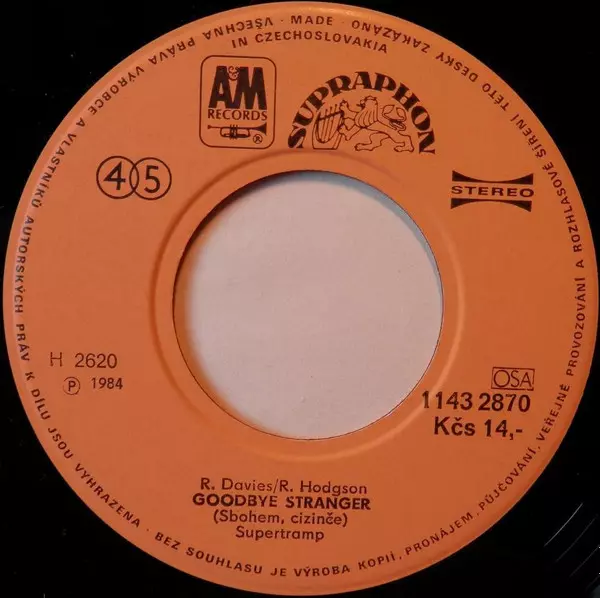 VŠECHNA PRÁVA VÝROBCE A VLASTNÍKŮ AUTORSKÝCH PRÁV K DÍLU JSOU VYHRAZENA · BEZ SOUHLASU JE VÝROBA KOPIÍ, PRONÁJEM, PŮJČOVÁNÍ, VEŘEJNÉ PROVOZOVÁNÍ A ROZHLASOVÉ ŠÍŘENÍ TÉTO DESKY ZAKÁZÁNO · MADE
IN CZECHOSLOVAKIA
A&M
RECORDS
®
SUPRAPHON
45
STEREO
H 2620
Ⓟ 1984
OSA
1143 2870
Kčs 14,-
R. Davies/R. Hodgson
GOODBYE STRANGER
(Sbohem, cizinče)
Supertramp